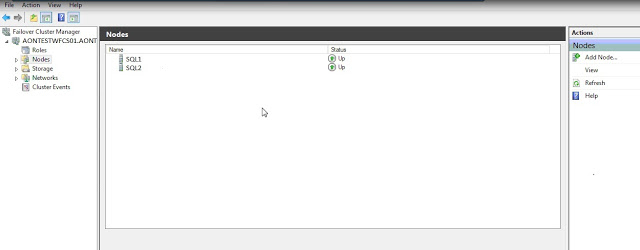 File Action View Help
Failover Cluster Manager
AONTESTWFCS01.AONT
Roles
Nodes
Storage
Networks
Cluster Events
Nodes
Name Status
SQL1 Up
SQL2 Up
Actions
Nodes
Add Node...
View
Refresh
Help